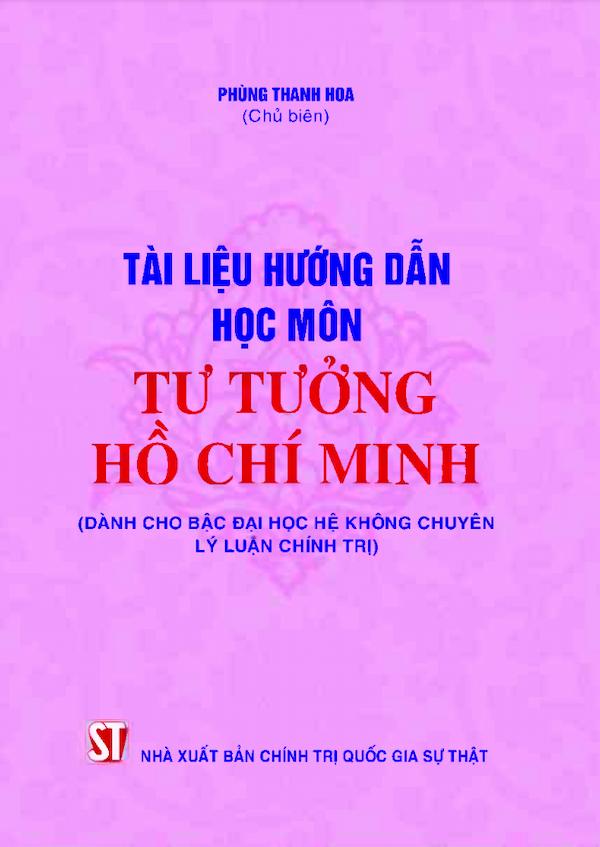 PHÙNG THANH HOA
(Chủ biên)
TÀI LIỆU HƯỚNG DẪN
HỌC MÔN
TƯ TƯỞNG
HỒ CHÍ MINH
(DÀNH CHO BẬC ĐẠI HỌC HỆ KHÔNG CHUYÊN
LÝ LUẬN CHÍNH TRỊ)
ST
NHÀ XUẤT BẢN CHÍNH TRỊ QUỐC GIA SỰ THẬT